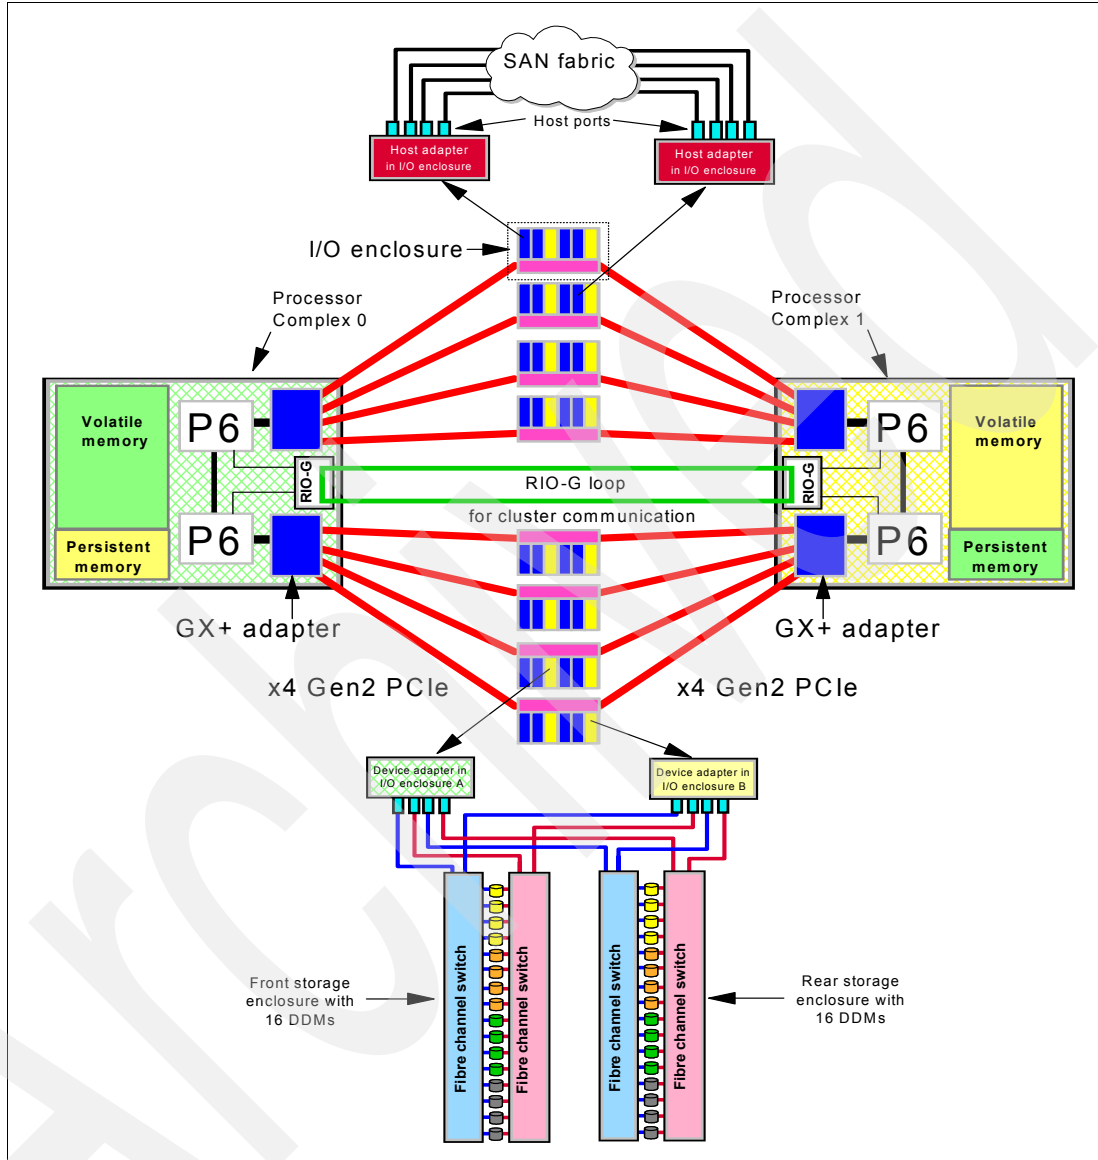 SAN fabric
Host ports
Host adapter
in I/O enclosure
Host adapter
in I/O enclosure
I/O enclosure
Processor
Complex 0
Processor
Complex 1
Volatile
memory
P6
P6
Volatile
memory
RIO-G
RIO-G loop
RIO-G
for cluster communication
Persistent
memory
P6
P6
Persistent
memory
GX+ adapter
GX+ adapter
x4 Gen2 PCIe
x4 Gen2 PCIe
Device adapter in
I/O enclosure A
Device adapter in
I/O enclosure B
Fibre channel switch
Fibre channel switch
Fibre channel switch
Fibre channel switch
Front storage
enclosure with
16 DDMs
Rear storage
enclosure with
16 DDMs
Archived